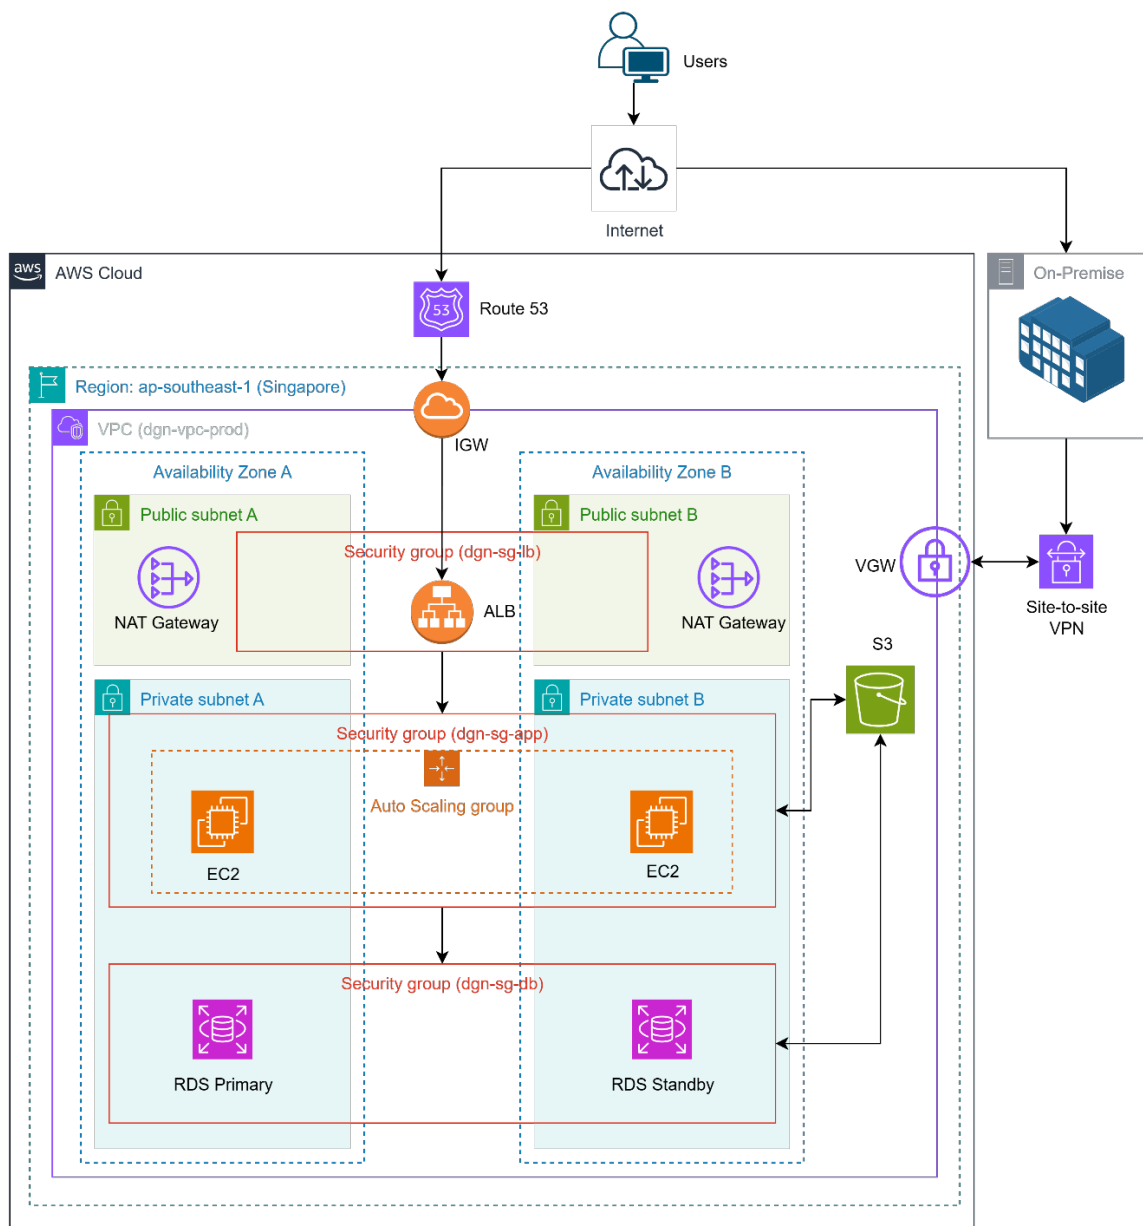 Users
Internet
aws
AWS Cloud
On-Premise
53
Route 53
Region: ap-southeast-1 (Singapore)
VPC (dgn-vpc-prod)
IGW
Availability Zone A
Availability Zone B
Public subnet A
Public subnet B
Security group (dgn-sg-lb)
VGW
NAT Gateway
ALB
NAT Gateway
Site-to-site
VPN
S3
Private subnet A
Private subnet B
Security group (dgn-sg-app)
Auto Scaling group
EC2
EC2
Security group (dgn-sg-db)
RDS Primary
RDS Standby